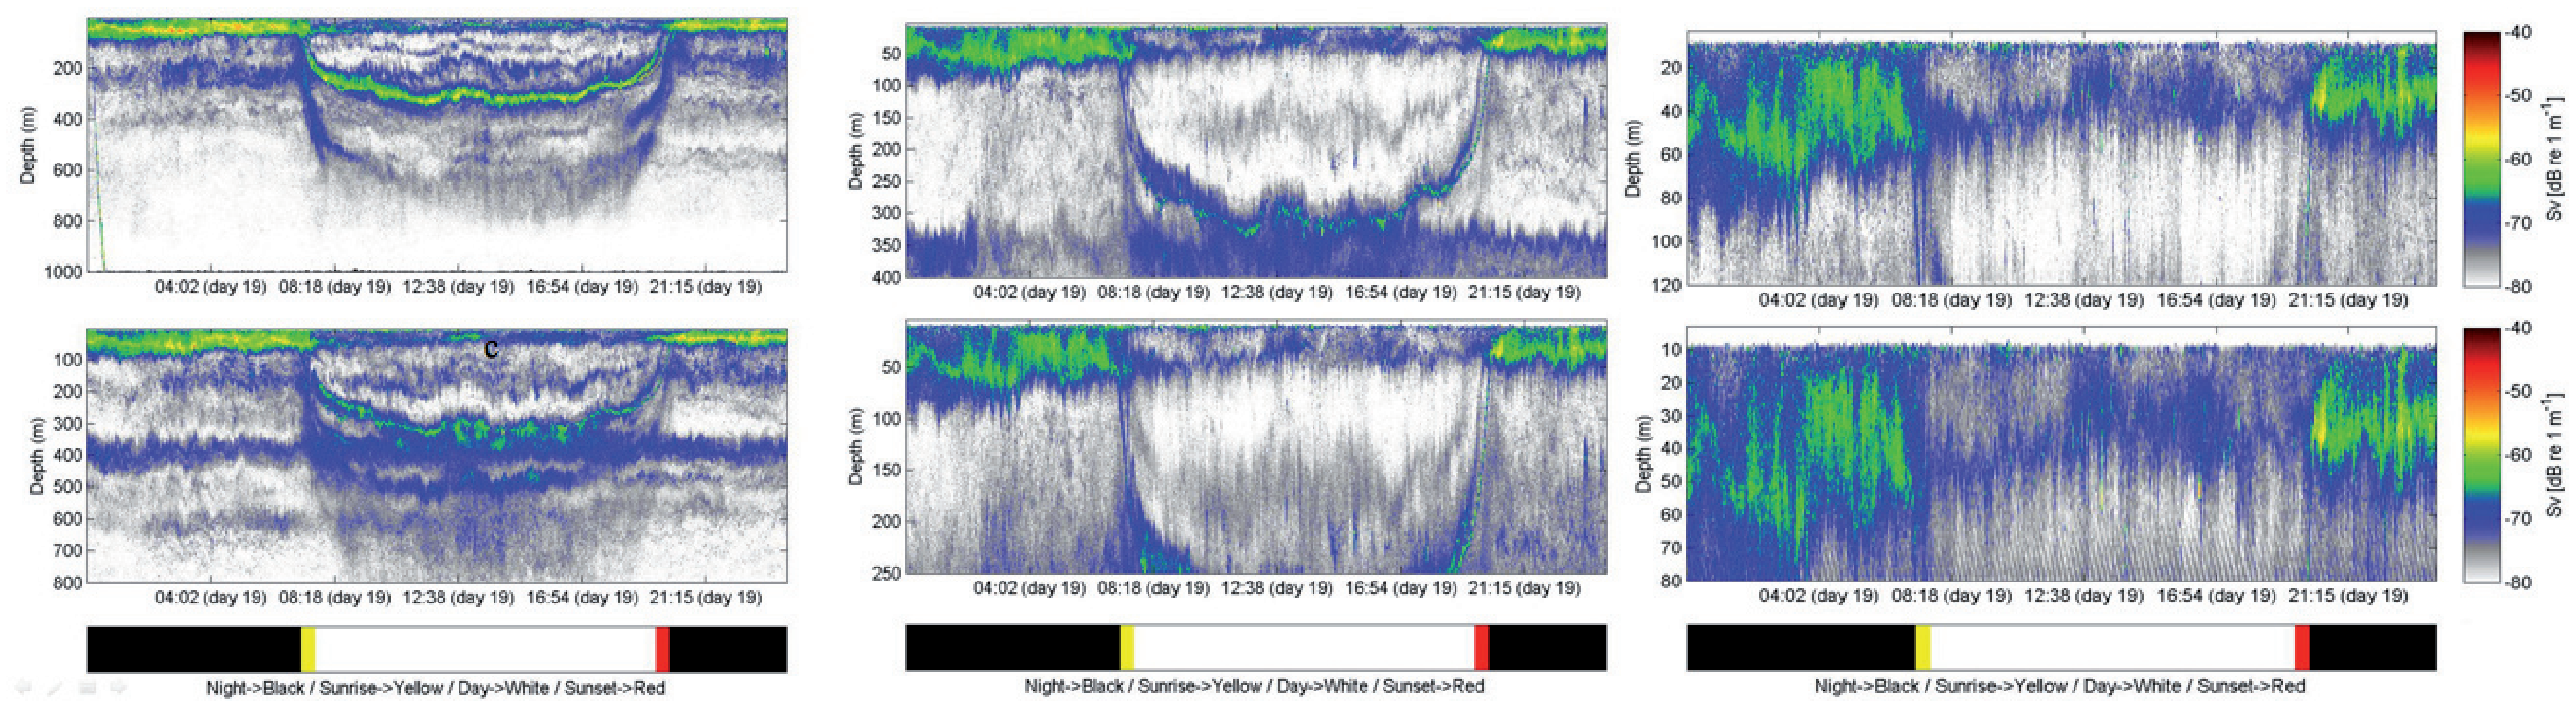 200
400
600
800
1000
Depth (m)
04:02 (day 19) 08:18 (day 19) 12:38 (day 19) 16:54 (day 19) 21:15 (day 19)
50
100
150
200
250
300
350
400
Depth (m)
04:02 (day 19) 08:18 (day 19) 12:38 (day 19) 16:54 (day 19) 21:15 (day 19)
20
40
60
80
100
120
Depth (m)
04:02 (day 19) 08:18 (day 19) 12:38 (day 19) 16:54 (day 19) 21:15 (day 19)
-40
-50
-60
-70
-80
Sv [dB re 1 m-1]
C
100
200
300
400
500
600
700
800
Depth (m)
04:02 (day 19) 08:18 (day 19) 12:38 (day 19) 16:54 (day 19) 21:15 (day 19)
50
100
150
200
250
Depth (m)
04:02 (day 19) 08:18 (day 19) 12:38 (day 19) 16:54 (day 19) 21:15 (day 19)
10
20
30
40
50
60
70
80
Depth (m)
04:02 (day 19) 08:18 (day 19) 12:38 (day 19) 16:54 (day 19) 21:15 (day 19)
-40
-50
-60
-70
-80
Sv [dB re 1 m-1]
Night->Black / Sunrise->Yellow / Day->White / Sunset->Red
Night->Black / Sunrise->Yellow / Day->White / Sunset->Red
Night->Black / Sunrise->Yellow / Day->White / Sunset->Red